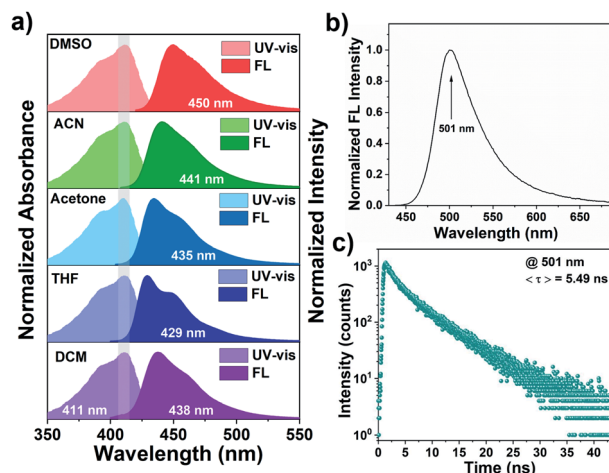 a)
Normalized Absorbance
Normalized Intensity
DMSO
UV-vis
FL
450 nm
ACN
UV-vis
FL
441 nm
Acetone
UV-vis
FL
435 nm
THF
UV-vis
FL
429 nm
DCM
UV-vis
FL
411 nm
438 nm
350 400 450 500 550
Wavelength (nm)
b)
Normalized FL Intensity
1.0
0.8
0.6
0.4
0.2
0.0
501 nm
450 500 550 600 650
Wavelength (nm)
c)
Intensity (counts)
10³
10²
10¹
10⁰
@ 501 nm
<τ> = 5.49 ns
0 5 10 15 20 25 30 35 40
Time (ns)